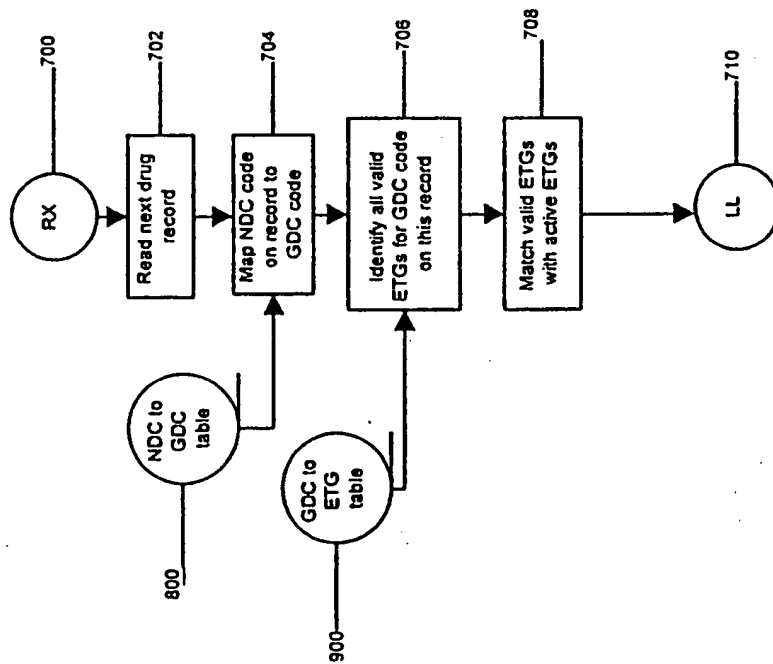 RX
700
Read next drug
record
702
NDC to
GDC
table
800
Map NDC code
on record to
GDC code
704
GDC to
ETG
table
900
Identify all valid
ETGs for GDC code
on this record
706
Match valid ETGs
with active ETGs
708
LL
710